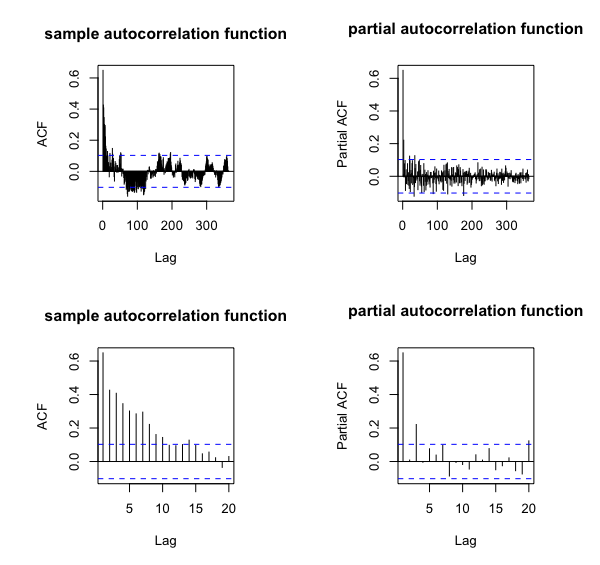 sample autocorrelation function
partial autocorrelation function
ACF
0.0 0.2 0.4 0.6
0 100 200 300
Lag
Partial ACF
0.0 0.2 0.4 0.6
0 100 200 300
Lag
sample autocorrelation function
partial autocorrelation function
ACF
0.0 0.2 0.4 0.6
5 10 15 20
Lag
Partial ACF
0.0 0.2 0.4 0.6
5 10 15 20
Lag